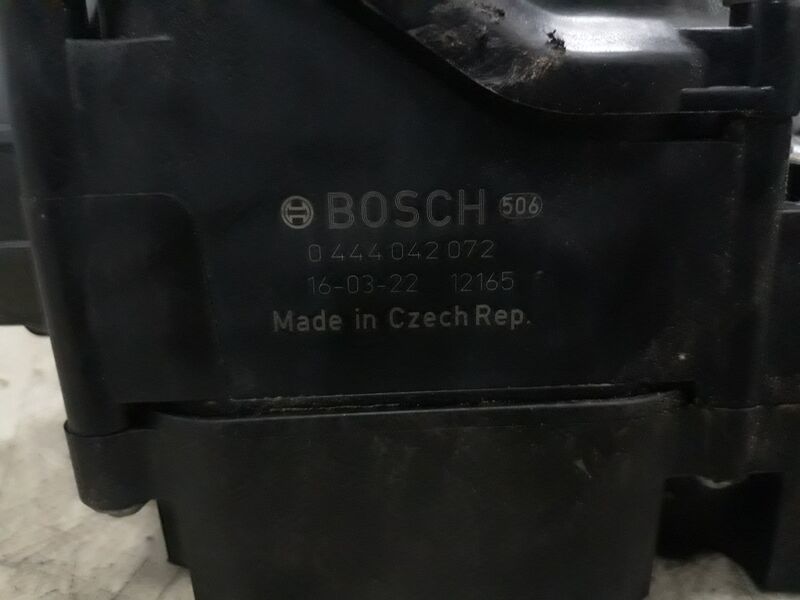 BOSCH 506
0 444 042 072
16-03-22 12165
Made in Czech Rep.